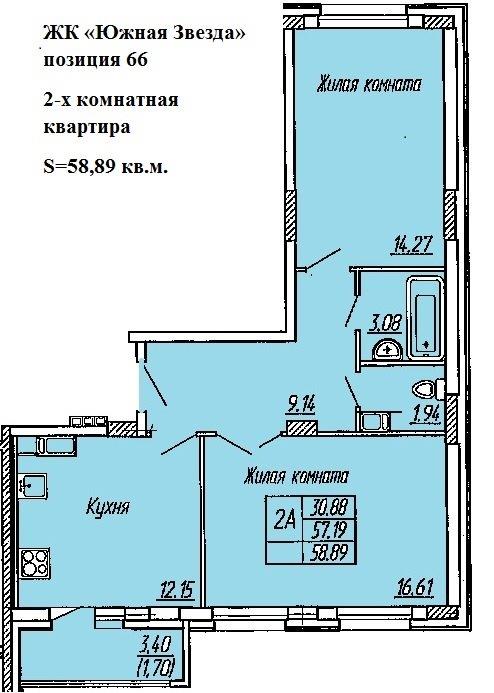 ЖК «Южная Звезда»
позиция 66
2-х комнатная
квартира
S=58,89 кв.м.
Жилая комната
14.27
3.08
9.14
1.94
Жилая комната
2А
30.88
57.19
58.89
16.61
Кухня
12.15
3.40
(1.70)